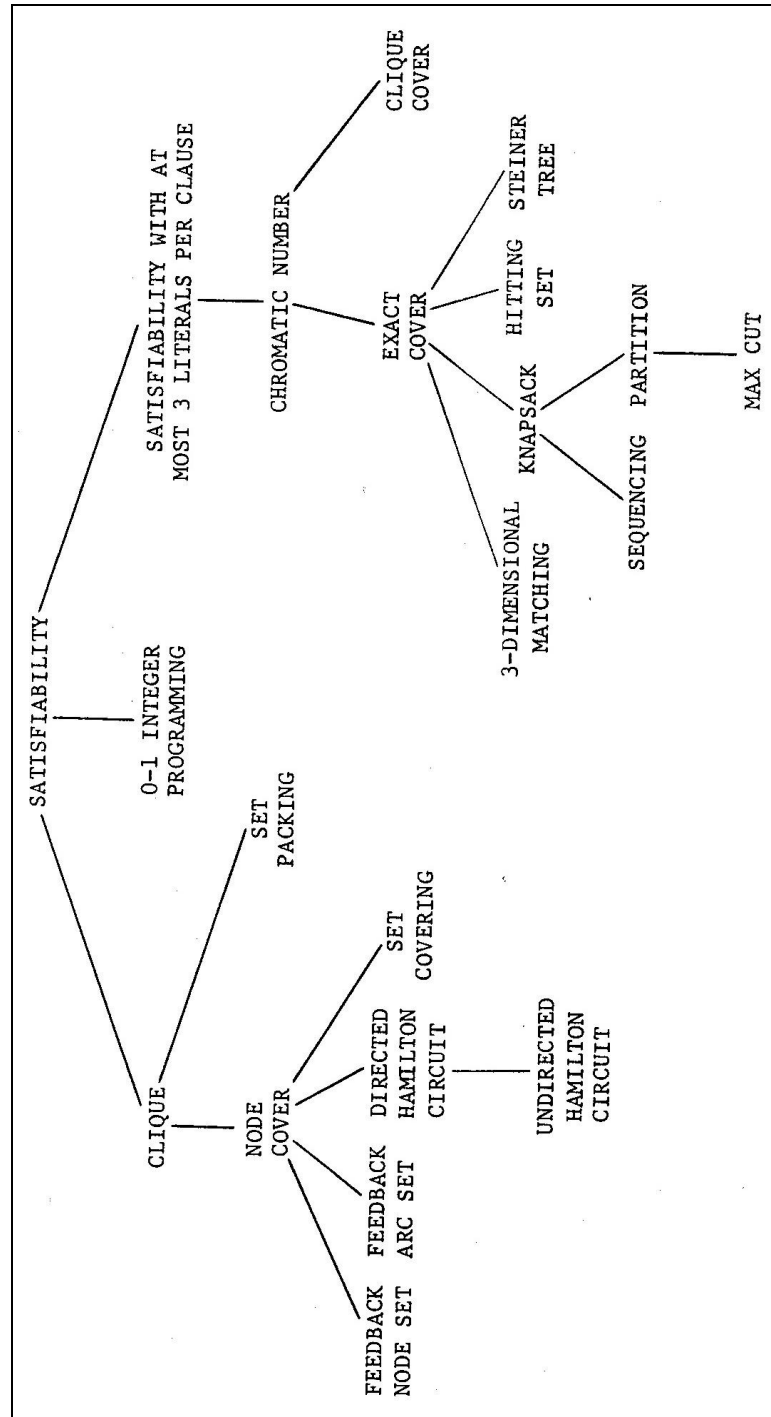 SATISFIABILITY
CLIQUE
0-1 INTEGER
PROGRAMMING
SATISFIABILITY WITH AT
MOST 3 LITERALS PER CLAUSE
NODE
COVER
SET
PACKING
CHROMATIC NUMBER
FEEDBACK
NODE SET
FEEDBACK
ARC SET
DIRECTED
HAMILTON
CIRCUIT
SET
COVERING
EXACT
COVER
CLIQUE
COVER
UNDIRECTED
HAMILTON
CIRCUIT
3-DIMENSIONAL
MATCHING
KNAPSACK
HITTING
SET
STEINER
TREE
SEQUENCING
PARTITION
MAX CUT